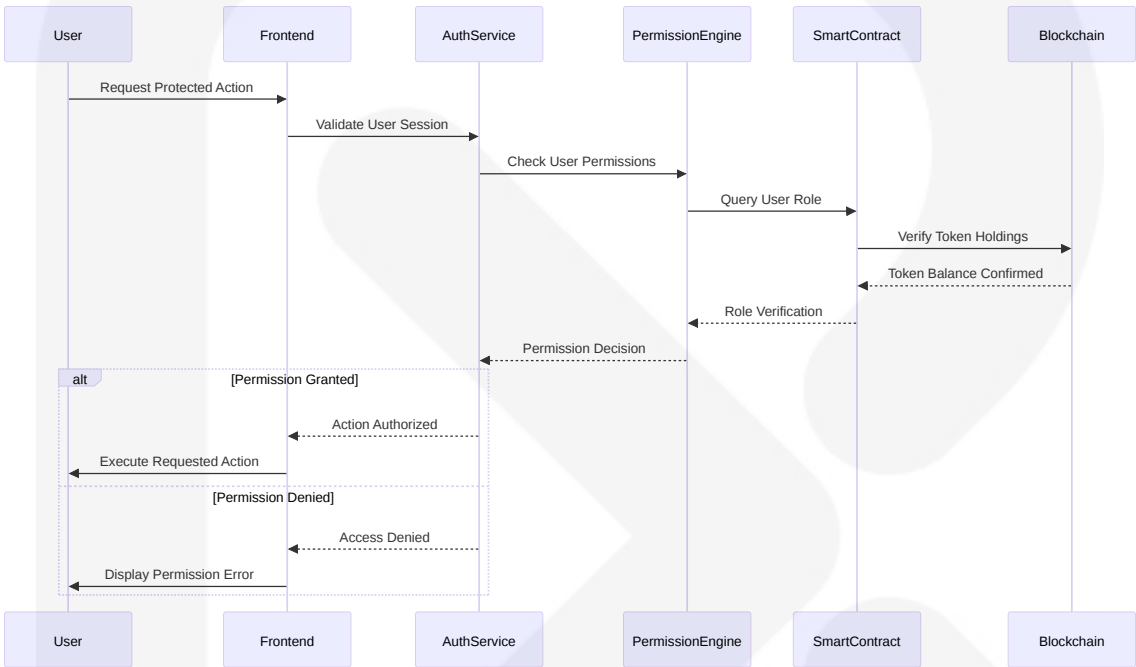 User
Frontend
AuthService
PermissionEngine
SmartContract
Blockchain
Request Protected Action
Validate User Session
Check User Permissions
Query User Role
Verify Token Holdings
Token Balance Confirmed
Role Verification
Permission Decision
alt
[Permission Granted]
Action Authorized
Execute Requested Action
[Permission Denied]
Access Denied
Display Permission Error
User
Frontend
AuthService
PermissionEngine
SmartContract
Blockchain